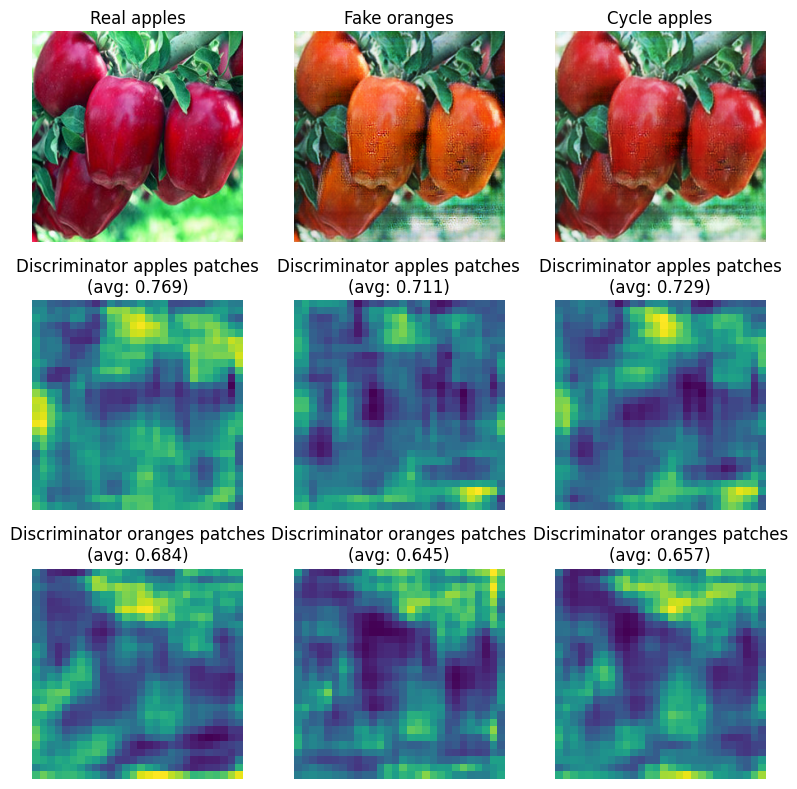 Real apples
Fake oranges
Cycle apples
Discriminator apples patches
(avg: 0.769)
Discriminator apples patches
(avg: 0.711)
Discriminator apples patches
(avg: 0.729)
Discriminator oranges patches
(avg: 0.684)
Discriminator oranges patches
(avg: 0.645)
Discriminator oranges patches
(avg: 0.657)